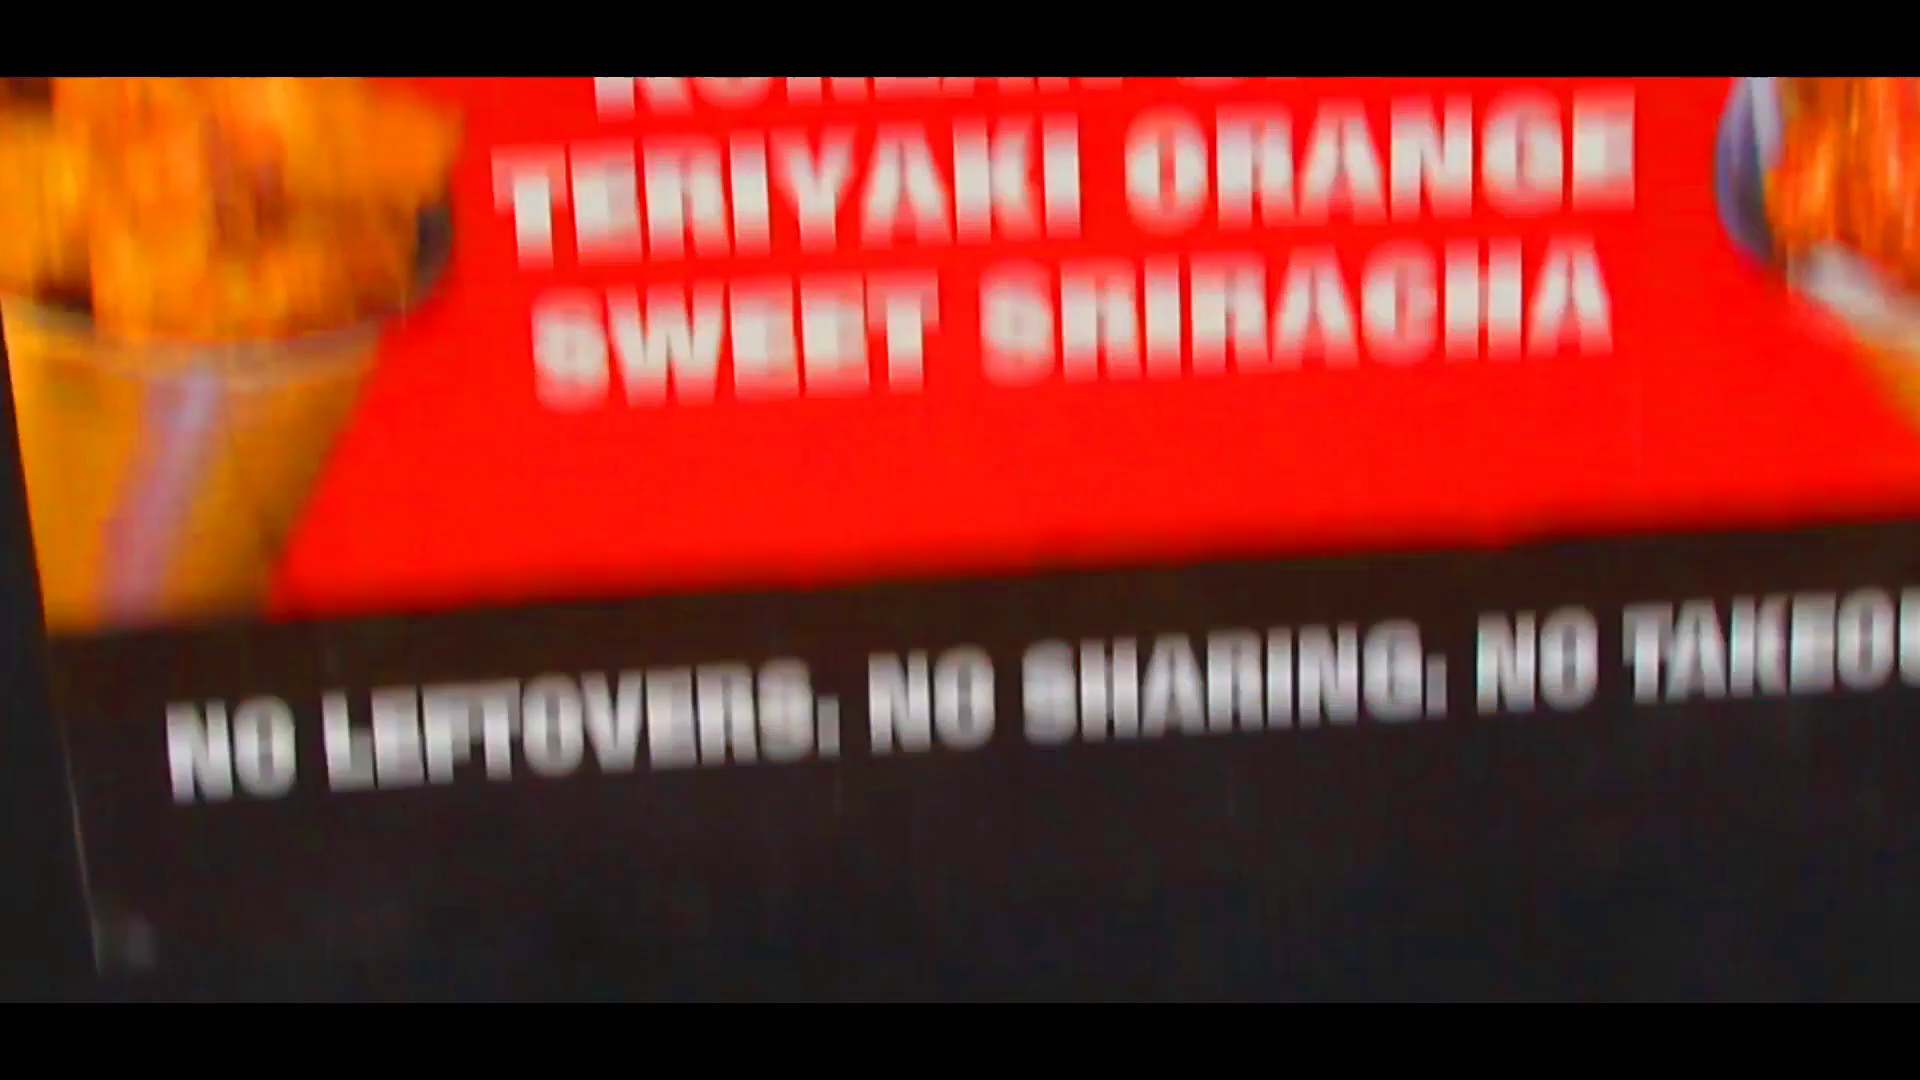 TERIYAKI ORANGE
SWEET SRIRACHA
NO LEFTOVERS, NO SHARING, NO